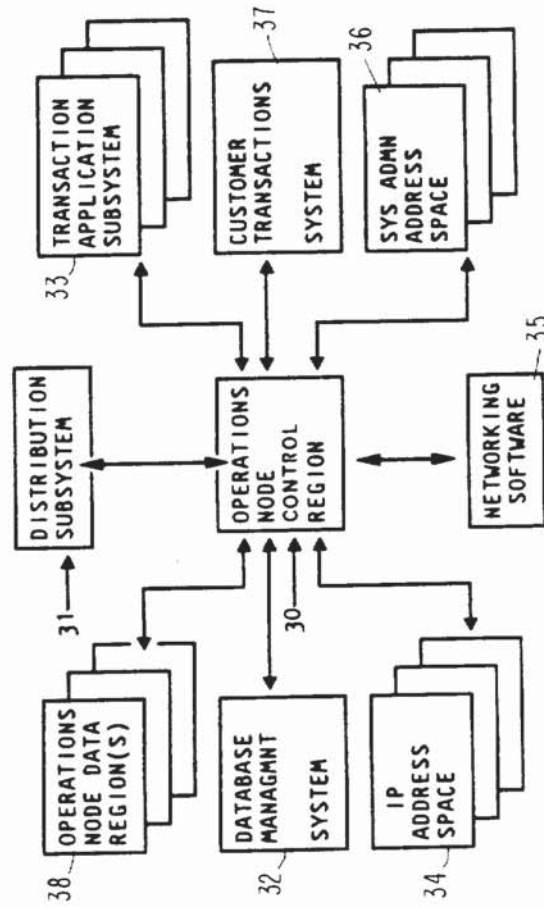 38
OPERATIONS
NODE DATA
REGION(S)
31
DISTRIBUTION
SUBSYSTEM
33
TRANSACTION
APPLICATION
SUBSYSTEM
32
DATABASE
MANAGMNT
SYSTEM
30
OPERATIONS
NODE
CONTROL
REGION
37
CUSTOMER
TRANSACTIONS
SYSTEM
34
IP
ADDRESS
SPACE
35
NETWORKING
SOFTWARE
36
SYS ADMN
ADDRESS
SPACE